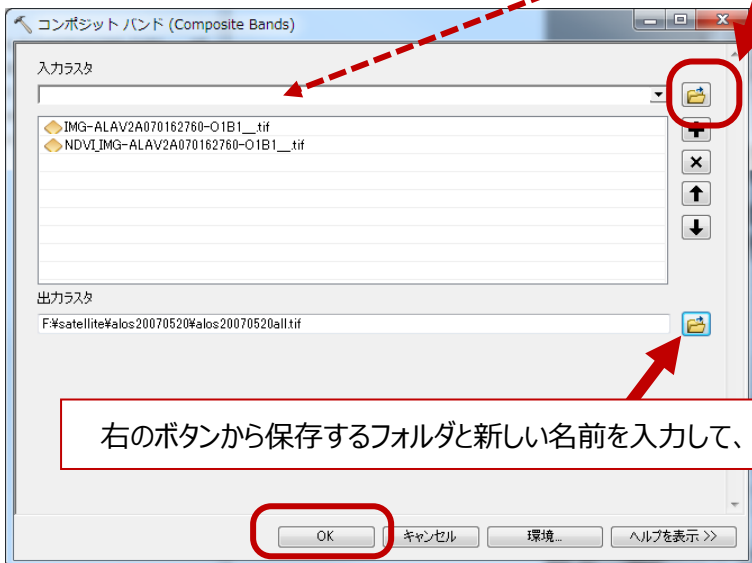 コンポジット バンド (Composite Bands)
入力ラスタ
IMG-ALAV2A070162760-O1B1__.tif
NDVI_IMG-ALAV2A070162760-O1B1__.tif
出力ラスタ
F:¥satellite¥alos20070520¥alos20070520all.tif
右のボタンから保存するフォルダと新しい名前を入力して、
OK キャンセル 環境... ヘルプを表示 >>